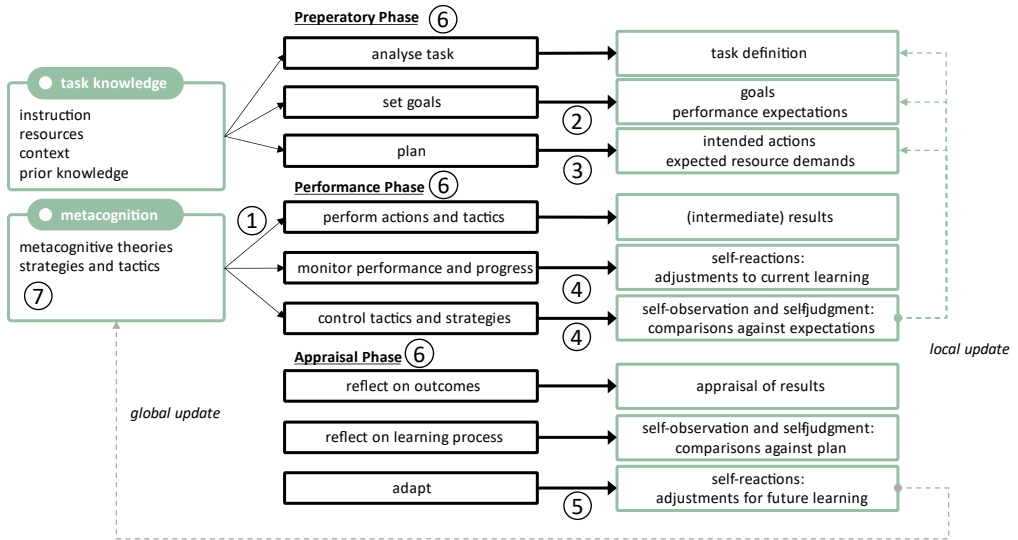 Preperatory Phase 6
analyse task
task definition
task knowledge
instruction
resources
context
prior knowledge
set goals
2
goals
performance expectations
plan
3
intended actions
expected resource demands
Performance Phase 6
metacognition
metacognitive theories
strategies and tactics
7
1
perform actions and tactics
(intermediate) results
monitor performance and progress
4
self-reactions:
adjustments to current learning
control tactics and strategies
4
self-observation and selfjudgment:
comparisons against expectations
local update
Appraisal Phase 6
global update
reflect on outcomes
appraisal of results
reflect on learning process
self-observation and selfjudgment:
comparisons against plan
adapt
5
self-reactions:
adjustments for future learning